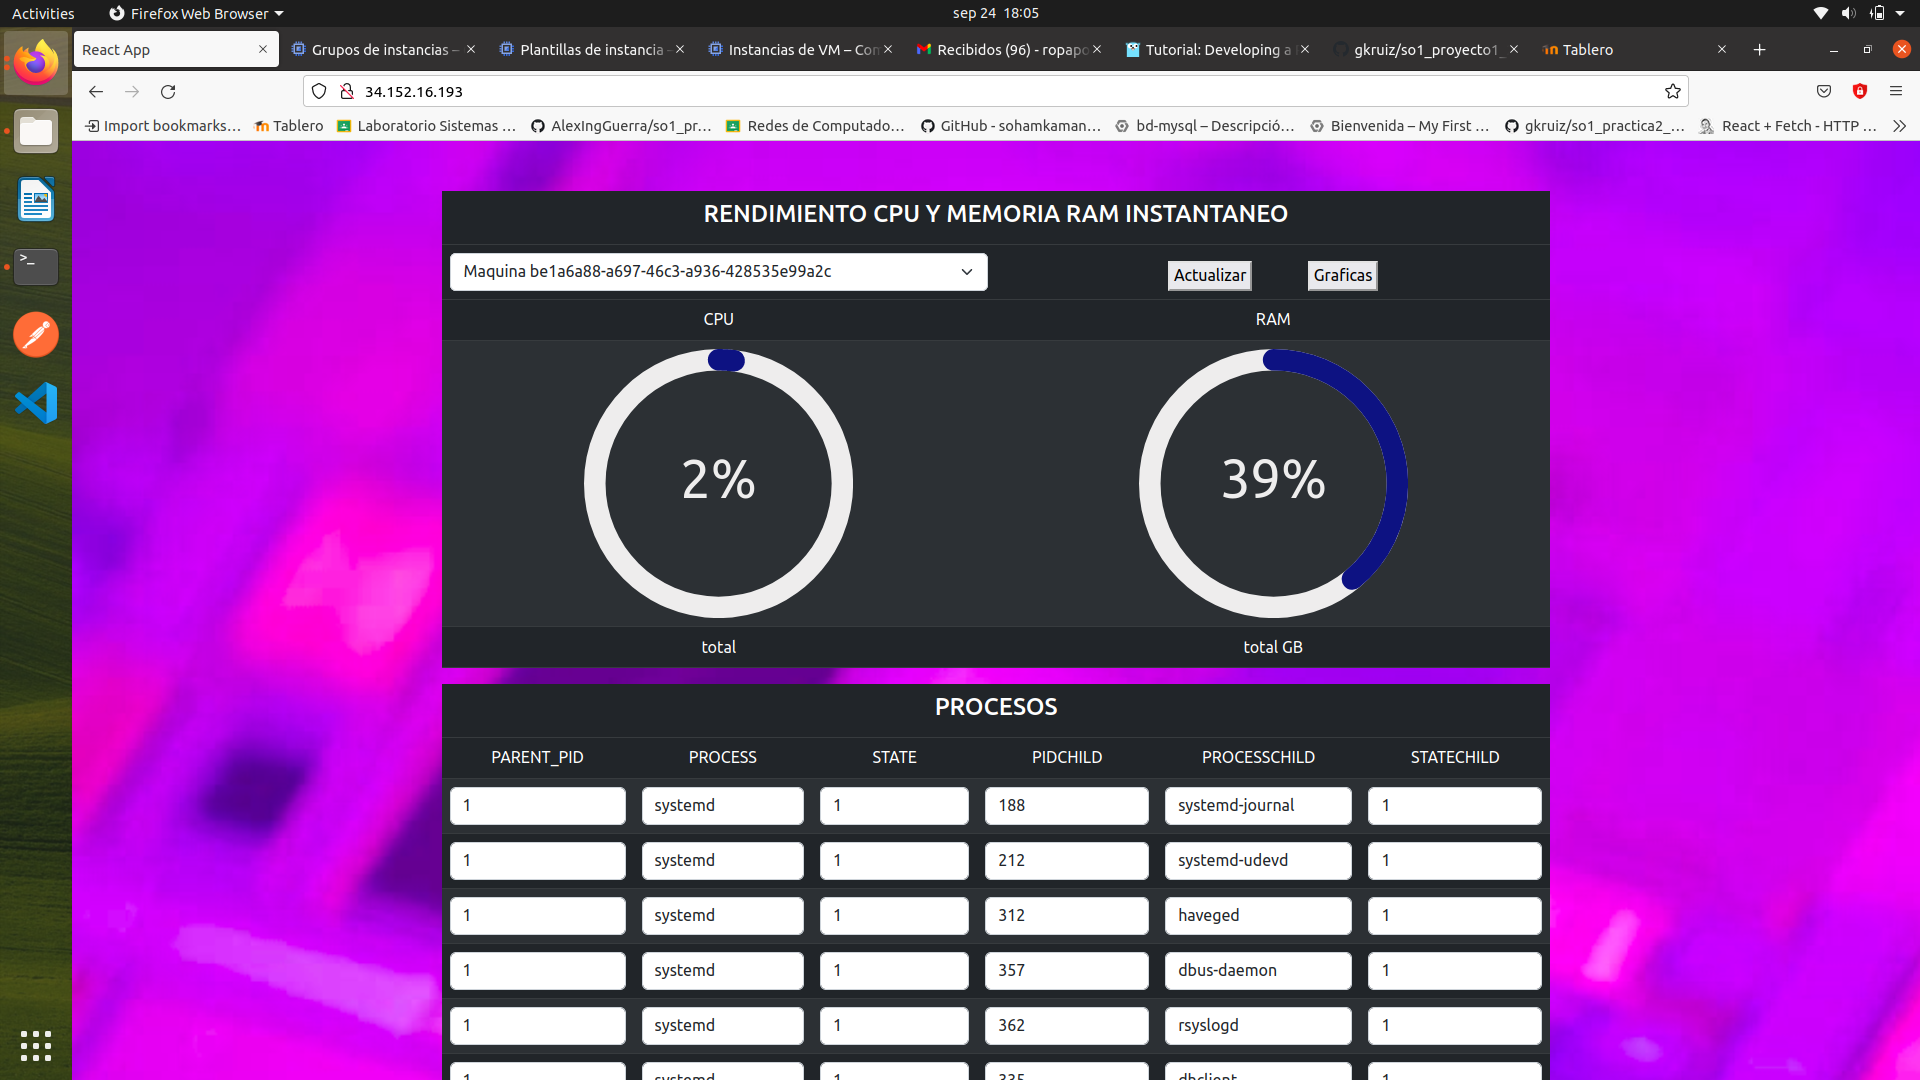 Activities
Firefox Web Browser
sep 24 18:05
React App
Grupos de instancias –
Plantillas de instancia
Instancias de VM – Com
Recibidos (96) - ropapo
Tutorial: Developing a
gkruiz/so1_proyecto1_
Tablero
34.152.16.193
Import bookmarks...
Tablero
Laboratorio Sistemas ...
AlexIngGuerra/so1_pr...
Redes de Computado...
GitHub - sohamkaman...
bd-mysql – Descripció...
Bienvenida – My First ...
gkruiz/so1_practica2_...
React + Fetch - HTTP ...
RENDIMIENTO CPU Y MEMORIA RAM INSTANTANEO
Maquina be1a6a88-a697-46c3-a936-428535e99a2c
Actualizar
Graficas
CPU RAM
2% 39%
total total GB
PROCESOS
PARENT_PID PROCESS STATE PIDCHILD PROCESSCHILD STATECHILD
1 systemd 1 188 systemd-journal 1
1 systemd 1 212 systemd-udevd 1
1 systemd 1 312 haveged 1
1 systemd 1 357 dbus-daemon 1
1 systemd 1 362 rsyslogd 1
1 systemd 1 335 dhclient 1